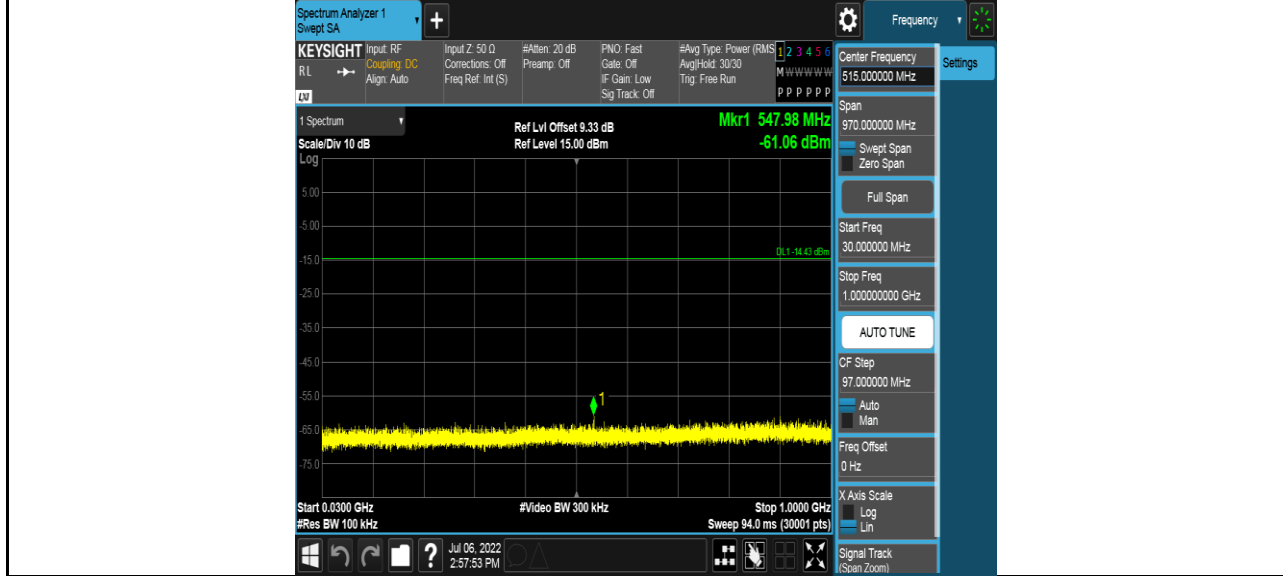 Spectrum Analyzer 1
Swept SA
+
Frequency
KEYSIGHT
RL
LXI
Input: RF
Coupling: DC
Align: Auto
Input Z: 50 Ω
Corrections: Off
Freq Ref: Int (S)
#Atten: 20 dB
Preamp: Off
PNO: Fast
Gate: Off
IF Gain: Low
Sig Track: Off
#Avg Type: Power (RMS
Avg|Hold: 30/30
Trig: Free Run
1 2 3 4 5 6
M W W W W W
P P P P P P
1 Spectrum
Scale/Div 10 dB
Log
Ref Lvl Offset 9.33 dB
Ref Level 15.00 dBm
Mkr1 547.98 MHz
-61.06 dBm
5.00
-5.00
DL1 -14.43 dBm
-15.0
-25.0
-35.0
-45.0
-55.0
1
-65.0
-75.0
Start 0.0300 GHz
#Res BW 100 kHz
#Video BW 300 kHz
Stop 1.0000 GHz
Sweep 94.0 ms (30001 pts)
?
Jul 06, 2022
2:57:53 PM
Center Frequency
515.000000 MHz
Settings
Span
970.000000 MHz
Swept Span
Zero Span
Full Span
Start Freq
30.000000 MHz
Stop Freq
1.000000000 GHz
AUTO TUNE
CF Step
97.000000 MHz
Auto
Man
Freq Offset
0 Hz
X Axis Scale
Log
Lin
Signal Track
(Span Zoom)